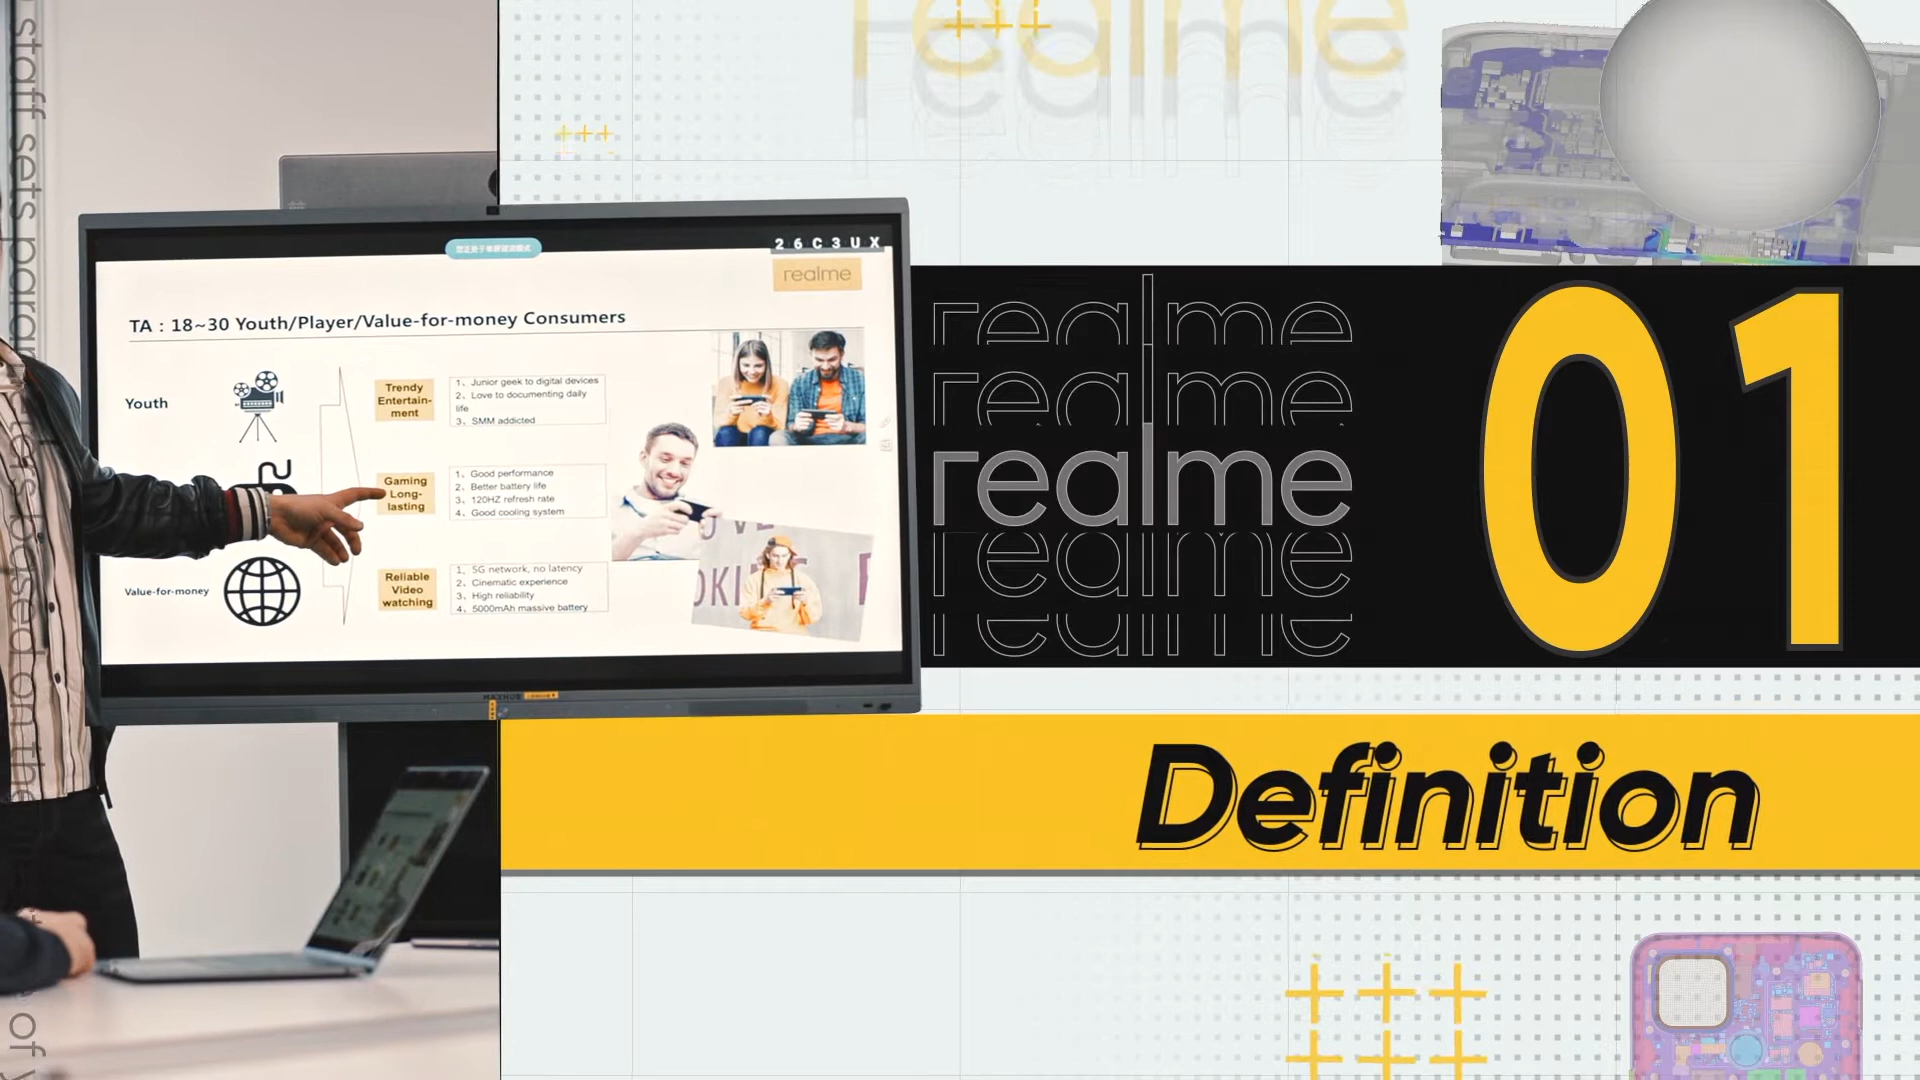 staff sets parameters based on the
of y
realme
26C3UX
realme
TA : 18~30 Youth/Player/Value-for-money Consumers
Youth
Trendy
Entertain-
ment
1、Junior geek to digital devices
2、Love to documenting daily
life
3、SMM addicted
Gaming
Long-
lasting
1、Good performance
2、Better battery life
3、120HZ refresh rate
4、Good cooling system
Value-for-money
Reliable
Video
watching
1、5G network, no latency
2、Cinematic experience
3、High reliability
4、5000mAh massive battery
OKI
MAXHUB
realme
realme
realme
realme
realme
01
Definition